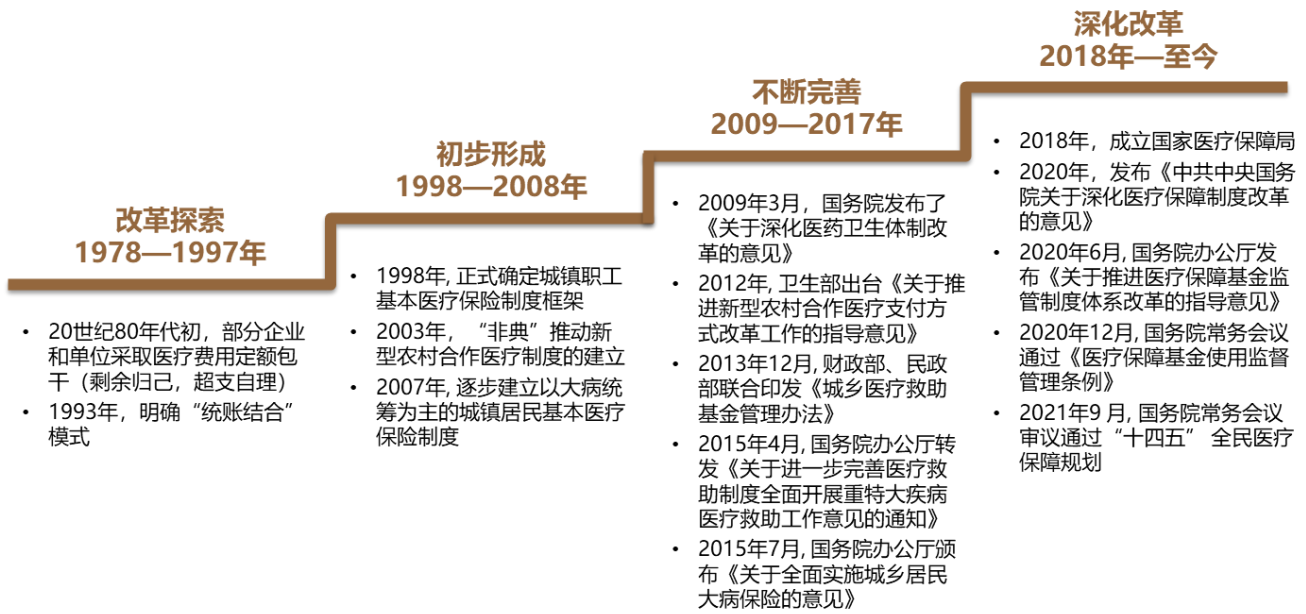 改革探索
1978—1997年
• 20世纪80年代初，部分企业
和单位采取医疗费用定额包
干（剩余归己，超支自理）
• 1993年，明确“统账结合”
模式
初步形成
1998—2008年
• 1998年, 正式确定城镇职工
基本医疗保险制度框架
• 2003年，“非典”推动新
型农村合作医疗制度的建立
• 2007年, 逐步建立以大病统
筹为主的城镇居民基本医疗
保险制度
不断完善
2009—2017年
• 2009年3月，国务院发布了
《关于深化医药卫生体制改
革的意见》
• 2012年, 卫生部出台《关于推
进新型农村合作医疗支付方
式改革工作的指导意见》
• 2013年12月, 财政部、民政
部联合印发《城乡医疗救助
基金管理办法》
• 2015年4月, 国务院办公厅转
发《关于进一步完善医疗救
助制度全面开展重特大疾病
医疗救助工作意见的通知》
• 2015年7月, 国务院办公厅颁
布《关于全面实施城乡居民
大病保险的意见》
深化改革
2018年—至今
• 2018年，成立国家医疗保障局
• 2020年，发布《中共中央国务
院关于深化医疗保障制度改革
的意见》
• 2020年6月, 国务院办公厅发
布《关于推进医疗保障基金监
管制度体系改革的指导意见》
• 2020年12月, 国务院常务会议
通过《医疗保障基金使用监督
管理条例》
• 2021年9 月, 国务院常务会议
审议通过“十四五” 全民医疗
保障规划